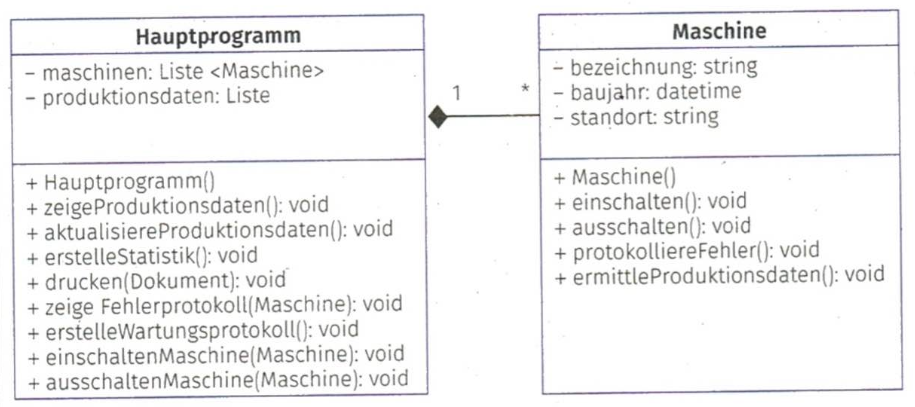 Hauptprogramm
– maschinen: Liste <Maschine>
– produktionsdaten: Liste
+ Hauptprogramm()
+ zeigeProduktionsdaten(): void
+ aktualisiereProduktionsdaten(): void
+ erstelleStatistik(): void
+ drucken(Dokument): void
+ zeige Fehlerprotokoll(Maschine): void
+ erstelleWartungsprotokoll(): void
+ einschaltenMaschine(Maschine): void
+ ausschaltenMaschine(Maschine): void
1
*
Maschine
– bezeichnung: string
– baujahr: datetime
– standort: string
+ Maschine()
+ einschalten(): void
+ ausschalten(): void
+ protokolliereFehler(): void
+ ermittleProduktionsdaten(): void